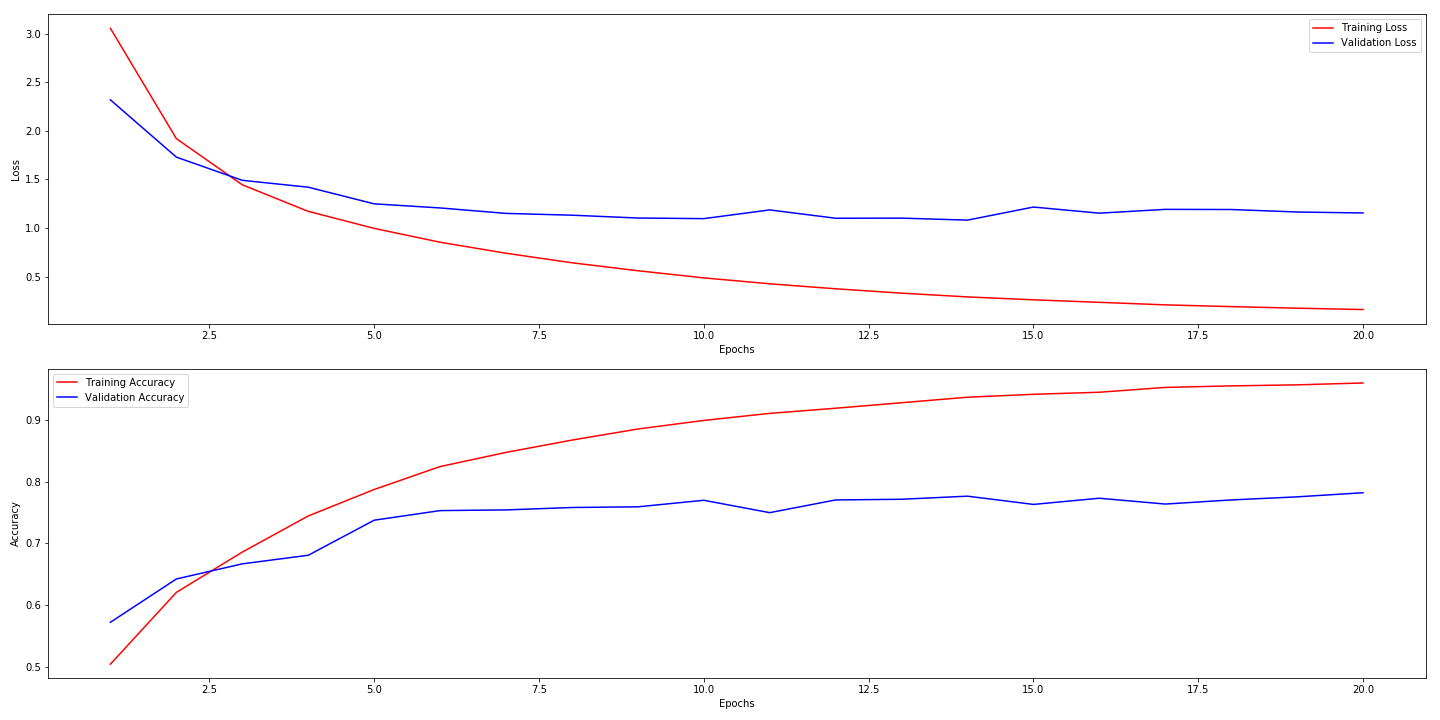 3.0
2.5
2.0
1.5
1.0
0.5
Loss
Training Loss
Validation Loss
2.5 5.0 7.5 10.0 12.5 15.0 17.5 20.0
Epochs
0.9
0.8
0.7
0.6
0.5
Accuracy
Training Accuracy
Validation Accuracy
2.5 5.0 7.5 10.0 12.5 15.0 17.5 20.0
Epochs